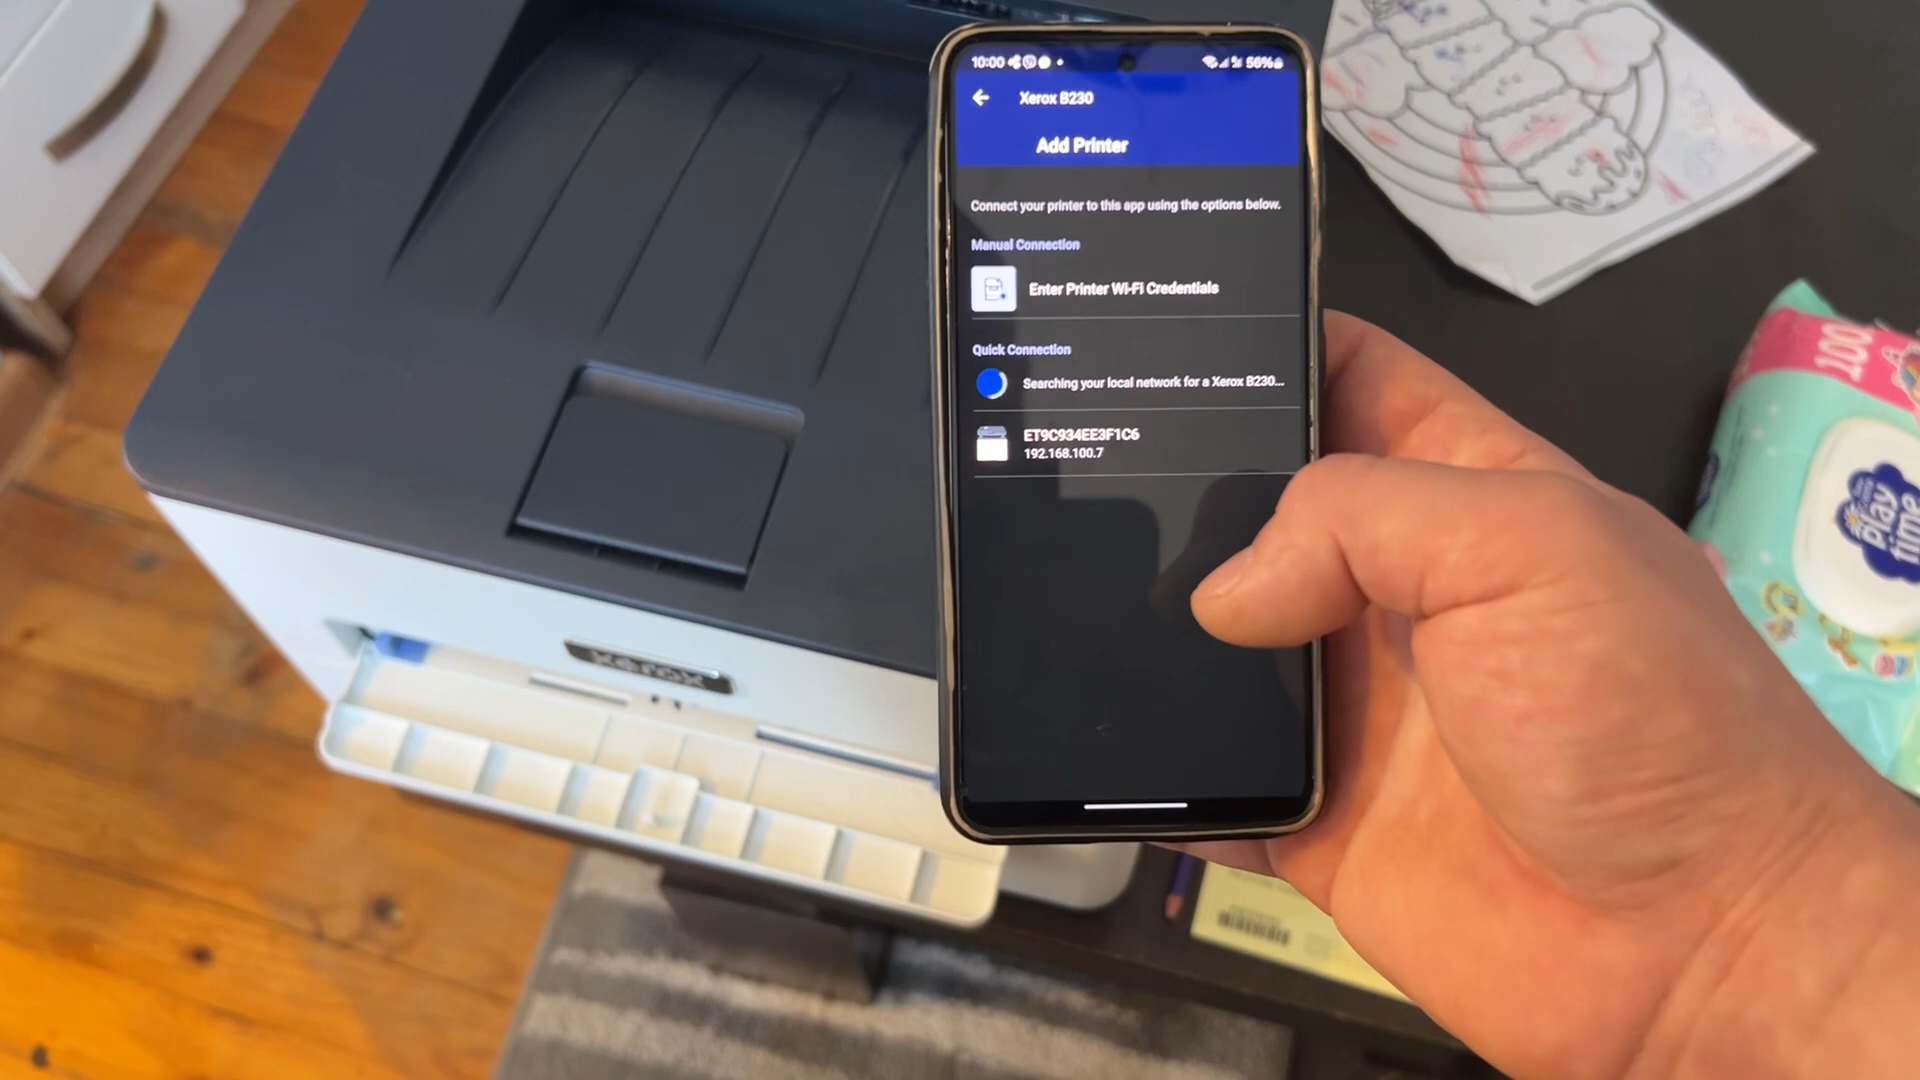 10:00
56%
Xerox B230
Add Printer
Connect your printer to this app using the options below.
Manual Connection
Enter Printer Wi-Fi Credentials
Quick Connection
Searching your local network for a Xerox B230...
ET9C934EE3F1C6
192.168.100.7
xerox
100
Play
time